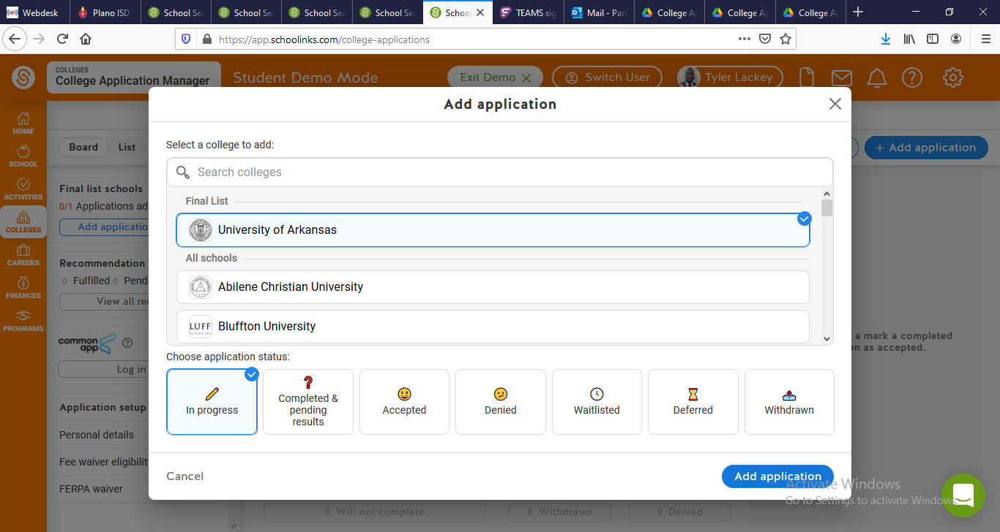 Webdesk
Plano ISD
School Sea
School Sea
School Sea
School Sea
School
TEAMS sig
Mail - Pan
College Ap
College Ap
College Ap
https://app.schoolinks.com/college-applications
COLLEGES
College Application Manager
Student Demo Mode
Exit Demo
Switch User
Tyler Lackey
HOME
SCHOOL
ACTIVITIES
COLLEGES
CAREERS
FINANCES
PROGRAMS
Board
List
+ Add application
Final list schools
0/1 Applications ad
Add applicatio
Recommendation
0 Fulfilled 0 Pend
View all re
common
app
Log in
Application setup
Personal details
Fee waiver eligibility
FERPA waiver
Add application
Select a college to add:
Search colleges
Final List
University of Arkansas
All schools
Abilene Christian University
LUFF
Bluffton University
Choose application status:
In progress
Completed &
pending
results
Accepted
Denied
Waitlisted
Deferred
Withdrawn
Cancel
Add application
a mark a completed
on as accepted.
0 Will not complete
0 Withdrawn
0 Denied
Activate Windows
Go to Settings to activate Windows.